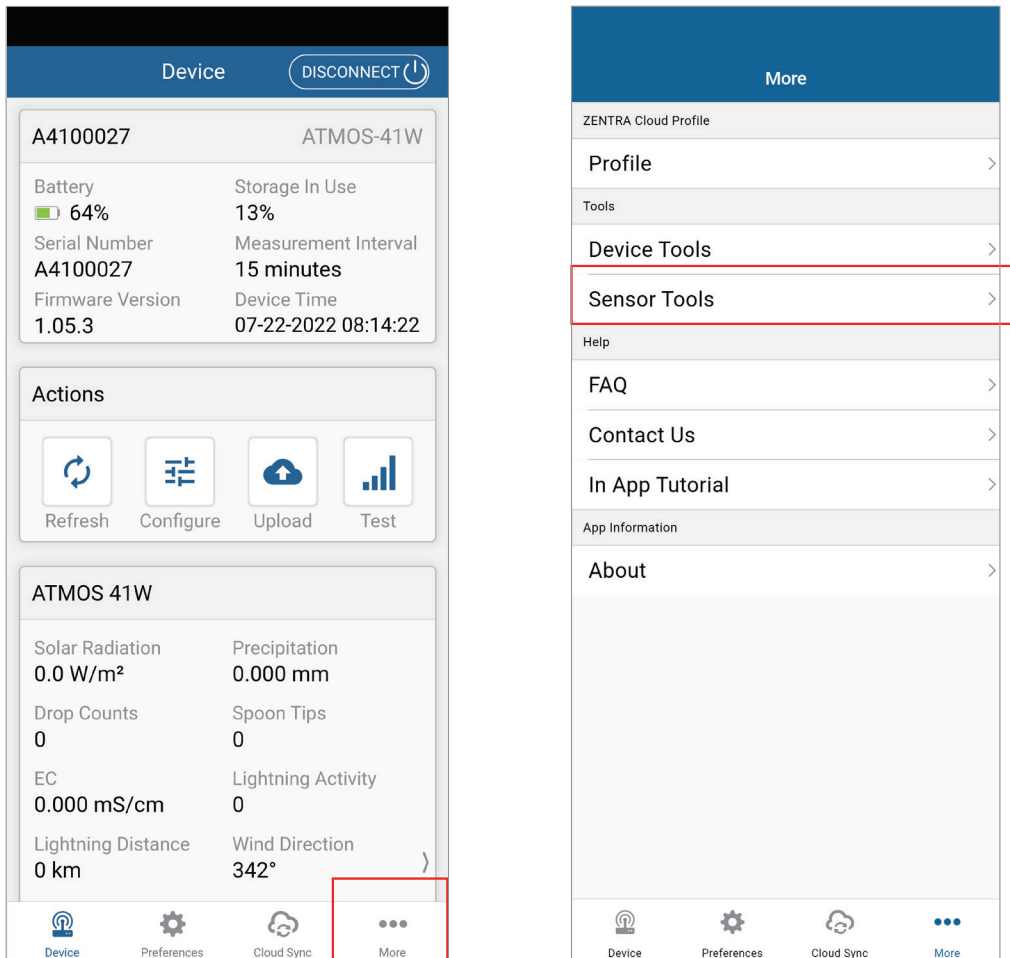 Device
DISCONNECT
A4100027 ATMOS-41W
Battery Storage In Use
64% 13%
Serial Number Measurement Interval
A4100027 15 minutes
Firmware Version Device Time
1.05.3 07-22-2022 08:14:22
Actions
Refresh Configure Upload Test
ATMOS 41W
Solar Radiation Precipitation
0.0 W/m² 0.000 mm
Drop Counts Spoon Tips
0 0
EC Lightning Activity
0.000 mS/cm 0
Lightning Distance Wind Direction
0 km 342°
Device Preferences Cloud Sync More
More
ZENTRA Cloud Profile
Profile
Tools
Device Tools
Sensor Tools
Help
FAQ
Contact Us
In App Tutorial
App Information
About
Device Preferences Cloud Sync More